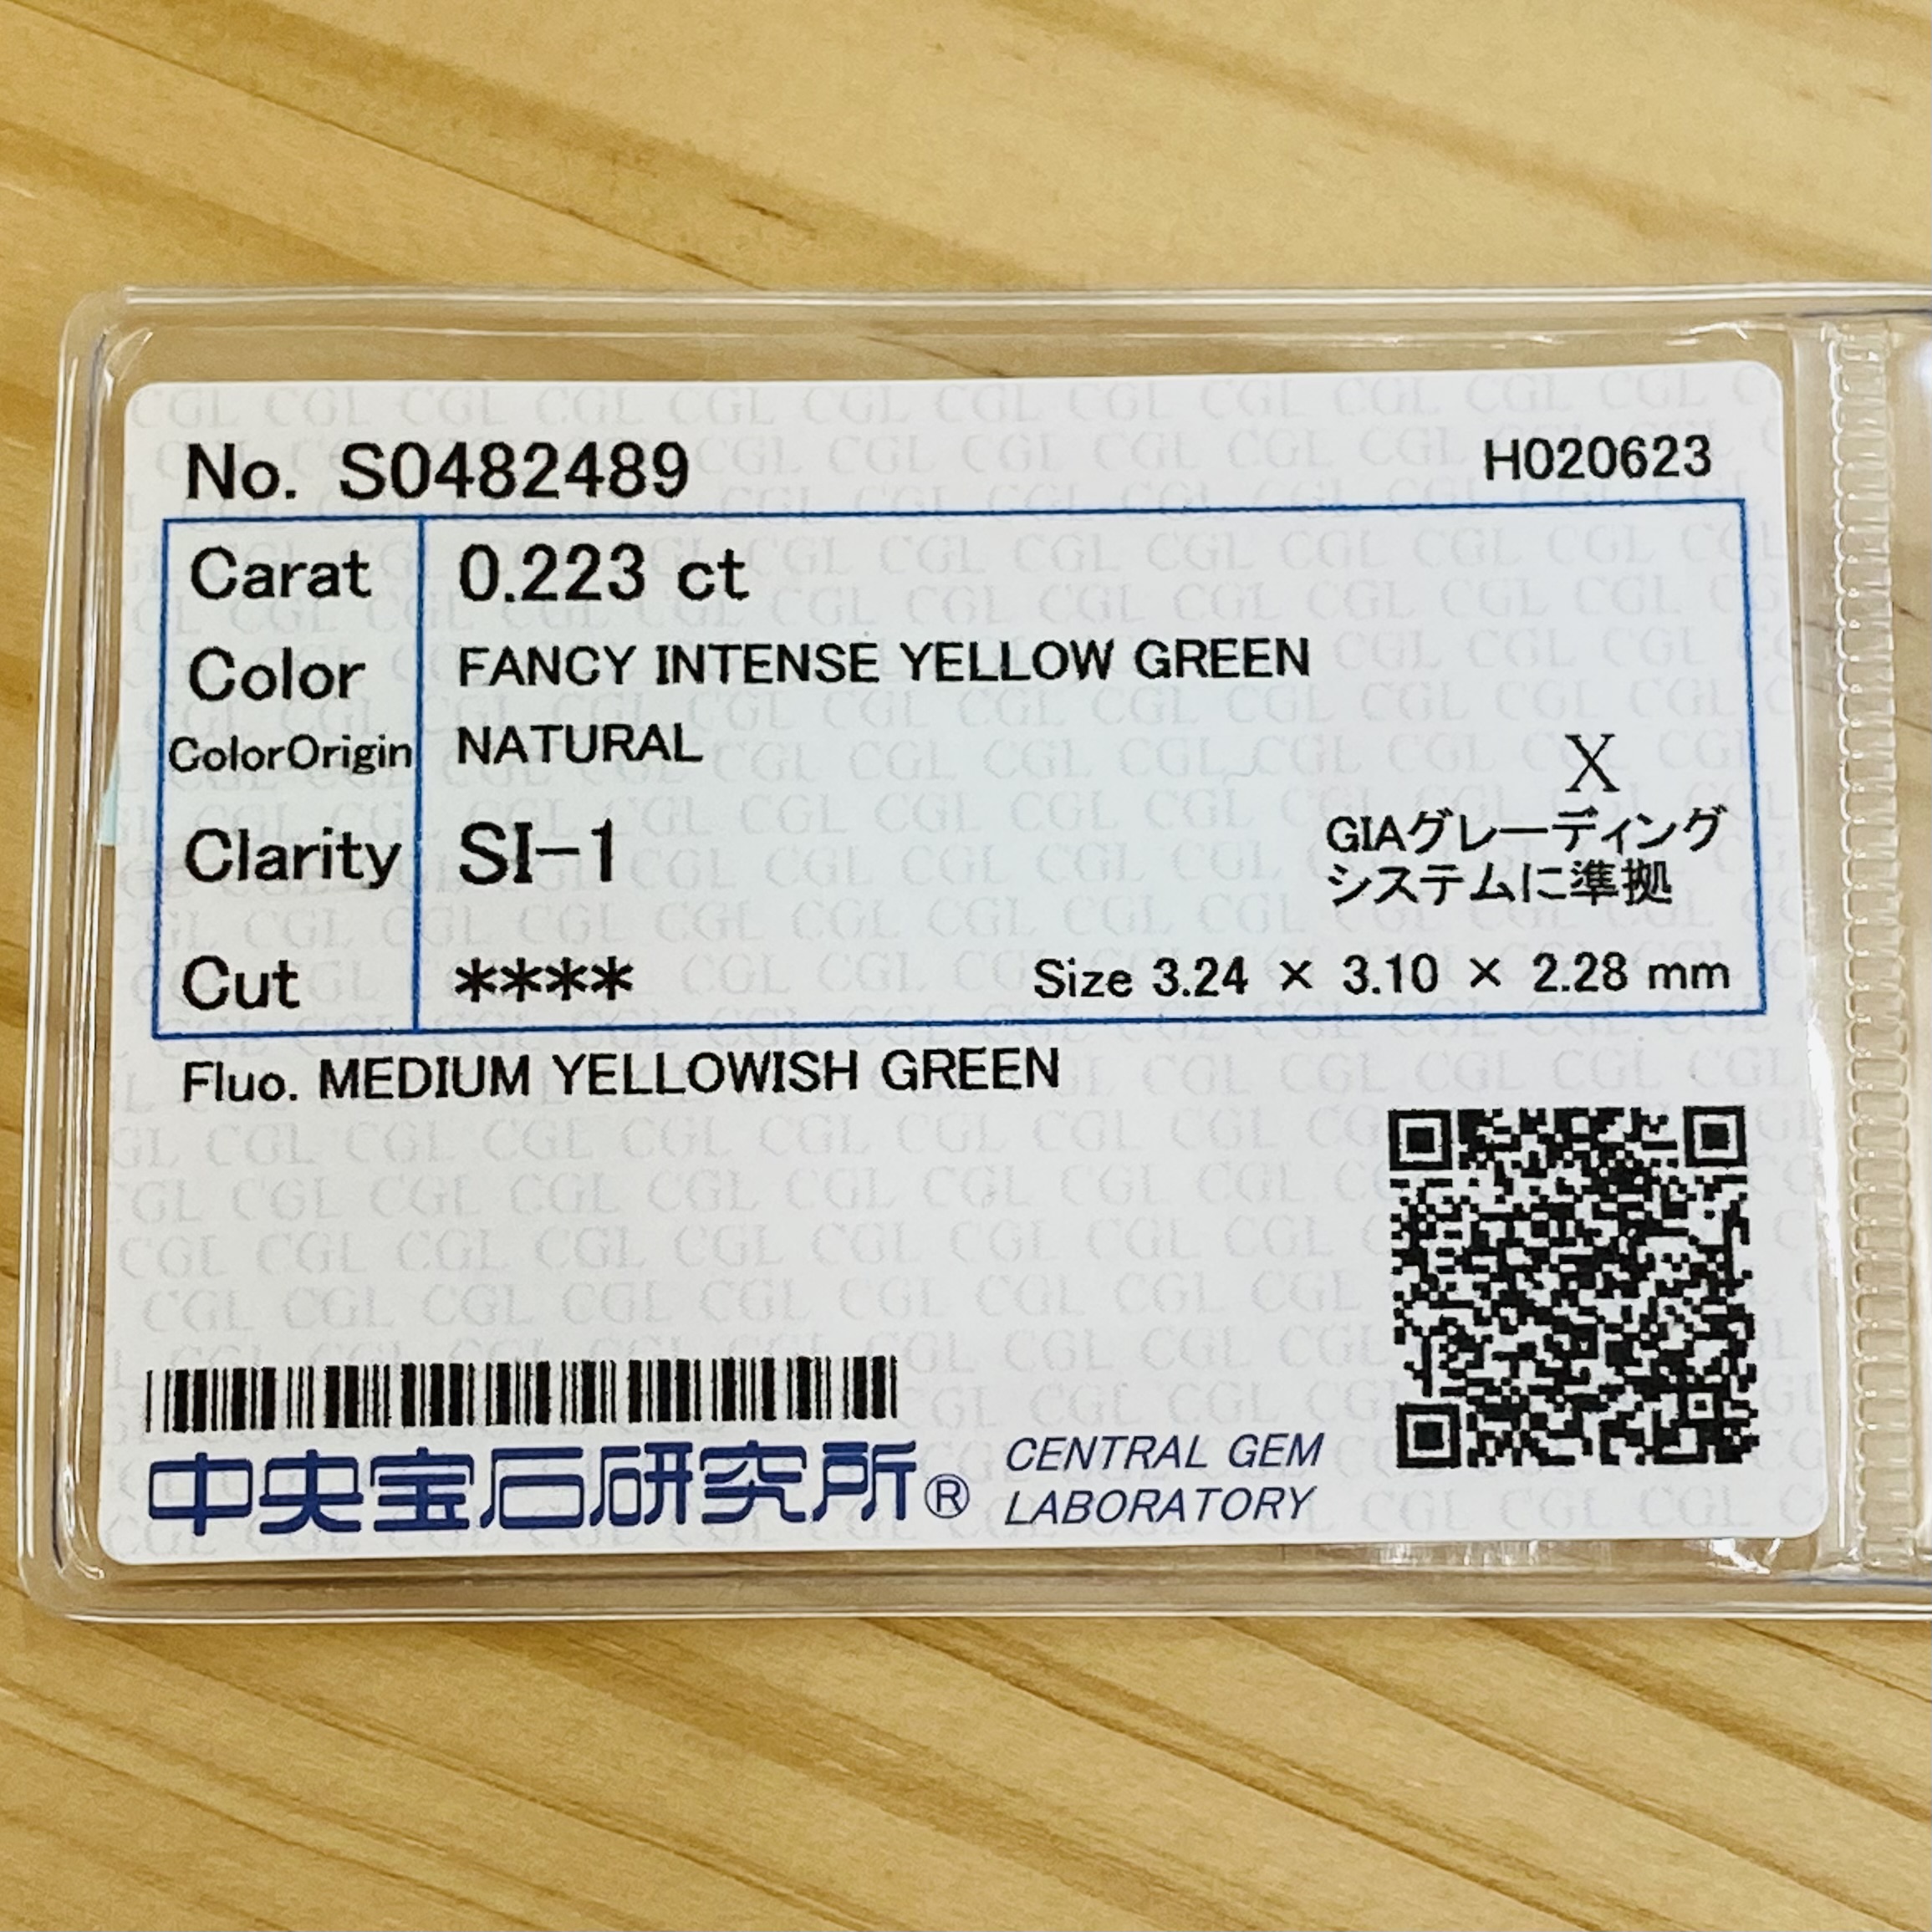 No. S0482489
H020623
Carat 0.223 ct
Color FANCY INTENSE YELLOW GREEN
ColorOrigin NATURAL
X
Clarity SI-1
GIAグレーディング
システムに準拠
Cut ****
Size 3.24 × 3.10 × 2.28 mm
Fluo. MEDIUM YELLOWISH GREEN
中央宝石研究所®
CENTRAL GEM
LABORATORY